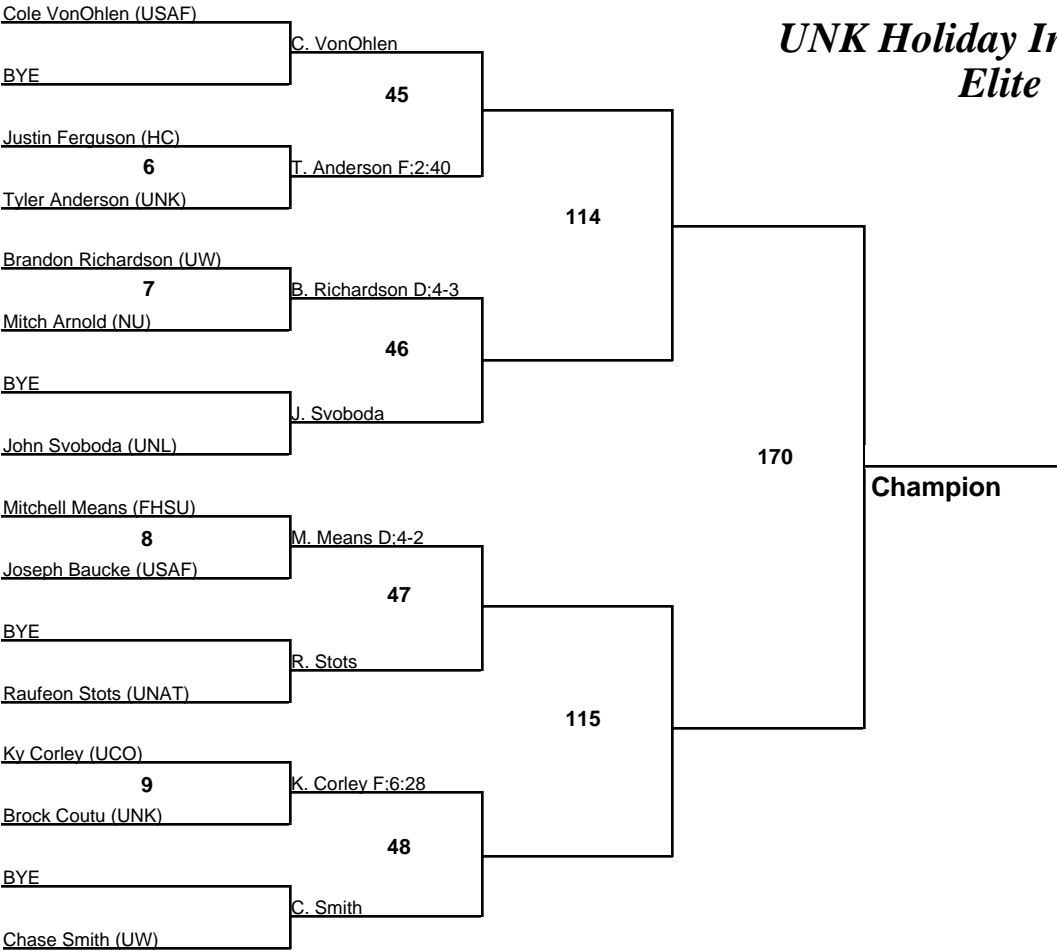 Cole VonOhlen (USAF)
UNK Holiday
Elite
C. VonOhlen
BYE
45
Justin Ferguson (HC)
6
T. Anderson F;2:40
Tyler Anderson (UNK)
114
Brandon Richardson (UW)
7
B. Richardson D;4-3
Mitch Arnold (NU)
46
BYE
J. Svoboda
John Svoboda (UNL)
170
Champion
Mitchell Means (FHSU)
8
M. Means D;4-2
Joseph Baucke (USAF)
47
BYE
R. Stots
Raufeon Stots (UNAT)
115
Ky Corley (UCO)
9
K. Corley F;6:28
Brock Coutu (UNK)
48
BYE
C. Smith
Chase Smith (UW)